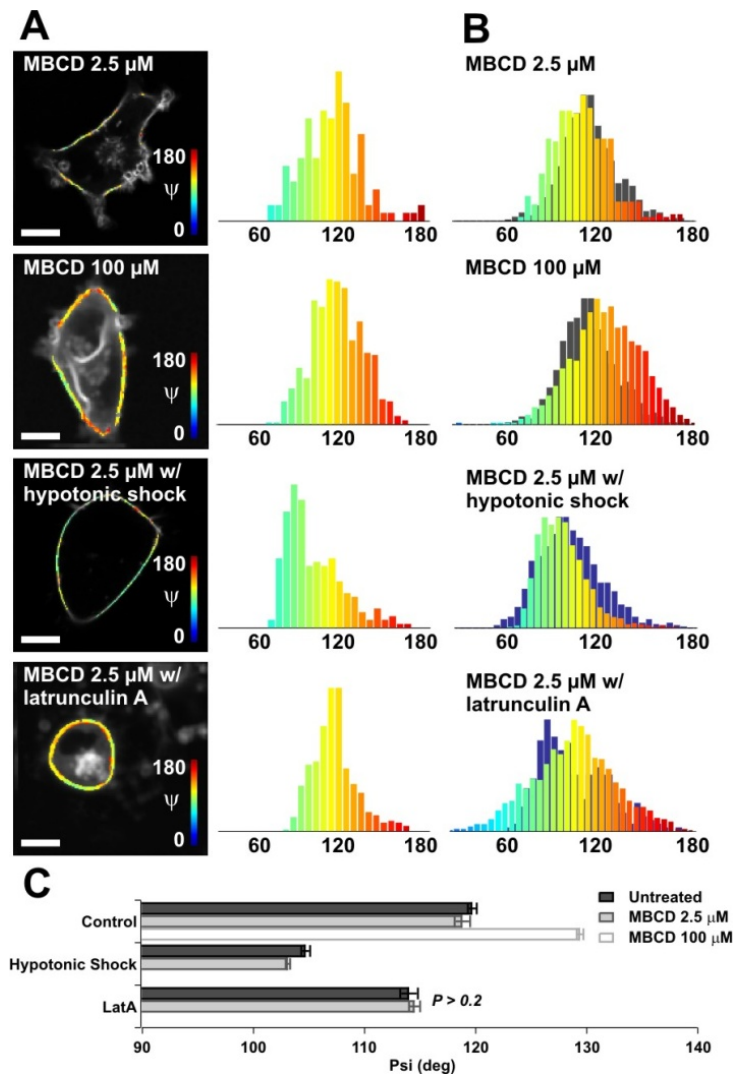 A
B
MBCD 2.5 µM
180
Ψ
0
60 120 180
MBCD 2.5 µM
60 120 180
MBCD 100 µM
180
Ψ
0
60 120 180
MBCD 100 µM
60 120 180
MBCD 2.5 µM w/
hypotonic shock
180
Ψ
0
60 120 180
MBCD 2.5 µM w/
hypotonic shock
60 120 180
MBCD 2.5 µM w/
latrunculin A
180
Ψ
0
60 120 180
MBCD 2.5 µM w/
latrunculin A
60 120 180
C
Untreated
MBCD 2.5 µM
MBCD 100 µM
Control
Hypotonic Shock
LatA
P > 0.2
90 100 110 120 130 140
Psi (deg)